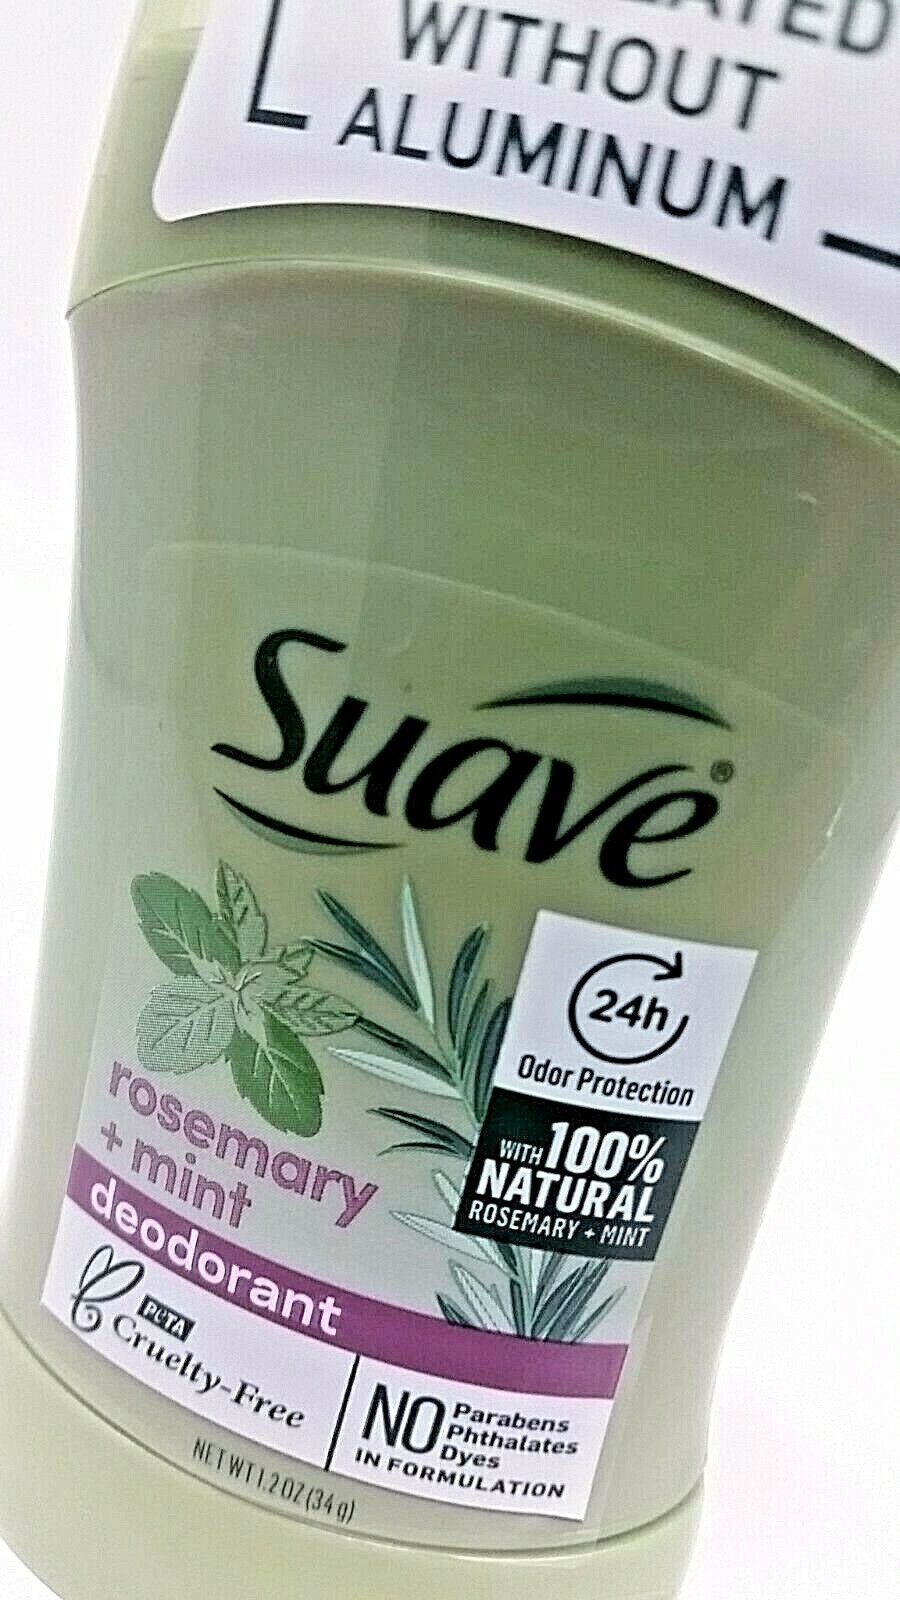 WITHOUT
ALUMINUM
Suave®
24h
Odor Protection
WITH 100%
NATURAL
ROSEMARY + MINT
rosemary
+ mint
deodorant
PETA
Cruelty-Free
NO Parabens
Phthalates
Dyes
IN FORMULATION
NET WT 1.2 OZ (34 g)